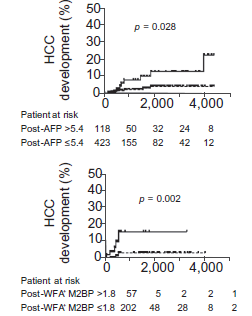 HCC
development (%)
50
40
30
20
10
0
p = 0.028
0 2,000 4,000
Patient at risk
Post-AFP >5.4 118 50 32 24 8
Post-AFP ≤5.4 423 155 82 42 12
HCC
development (%)
50
40
30
20
10
0
p = 0.002
0 2,000 4,000
Patient at risk
Post-WFA⁺ M2BP >1.8 57 5 2 2 1
Post-WFA⁺ M2BP ≤1.8 202 48 28 8 2